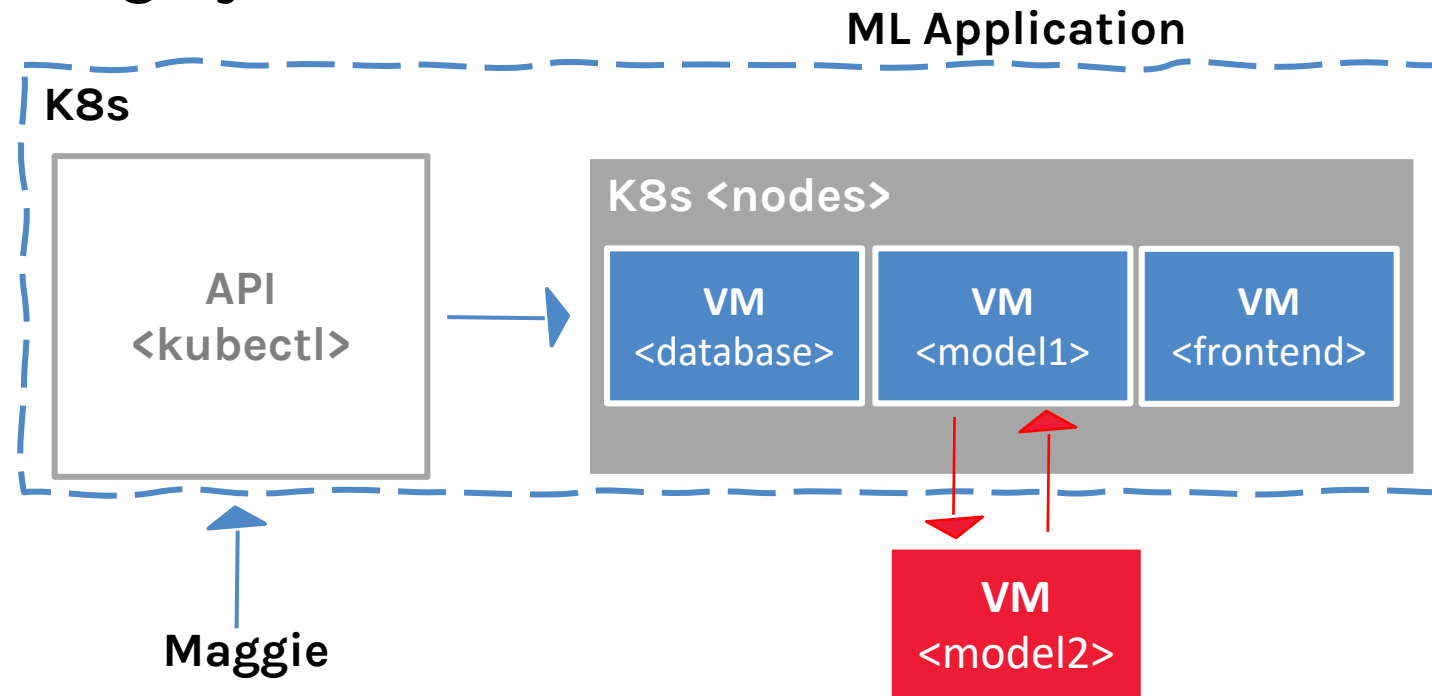 ML Application
K8s
API
<kubectl>
K8s <nodes>
VM
<database>
VM
<model1>
VM
<frontend>
VM
<model2>
Maggie